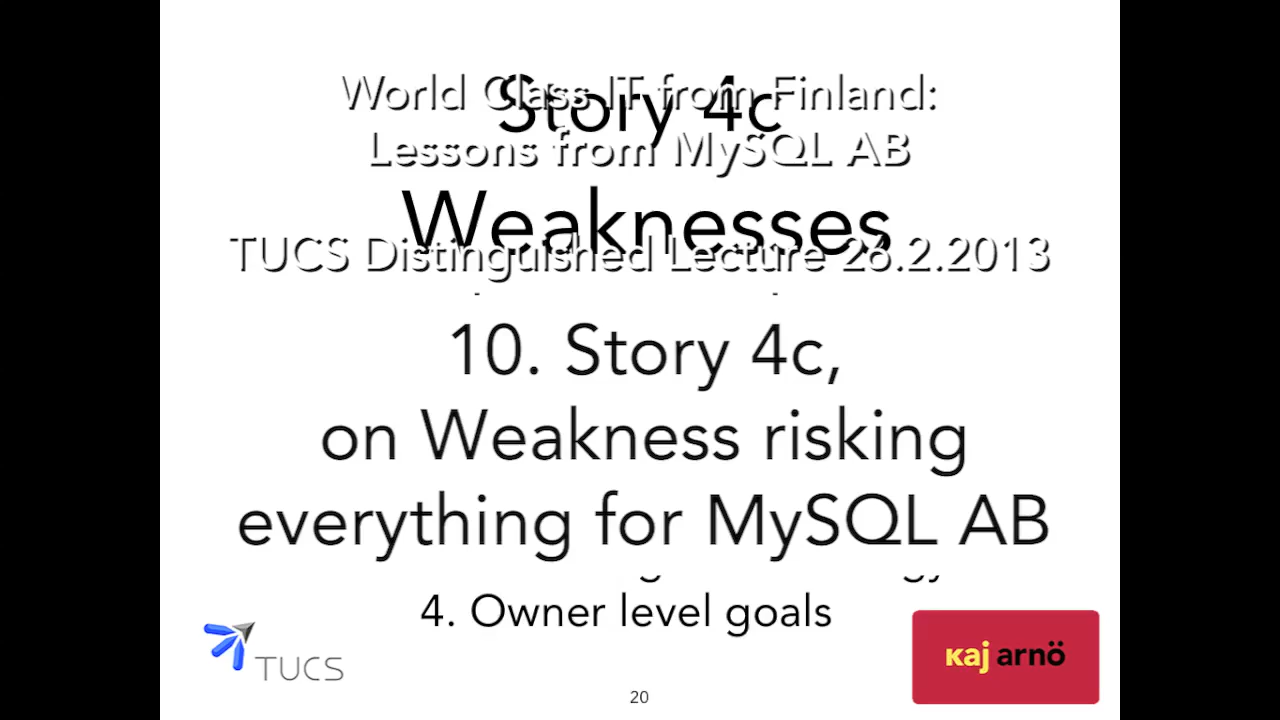 World Class IT from Finland:
Story 4c
Lessons from MySQL AB
Weaknesses
TUCS Distinguished Lecture 26.2.2013
10. Story 4c,
on Weakness risking
everything for MySQL AB
4. Owner level goals
TUCS
kaj arnö
20